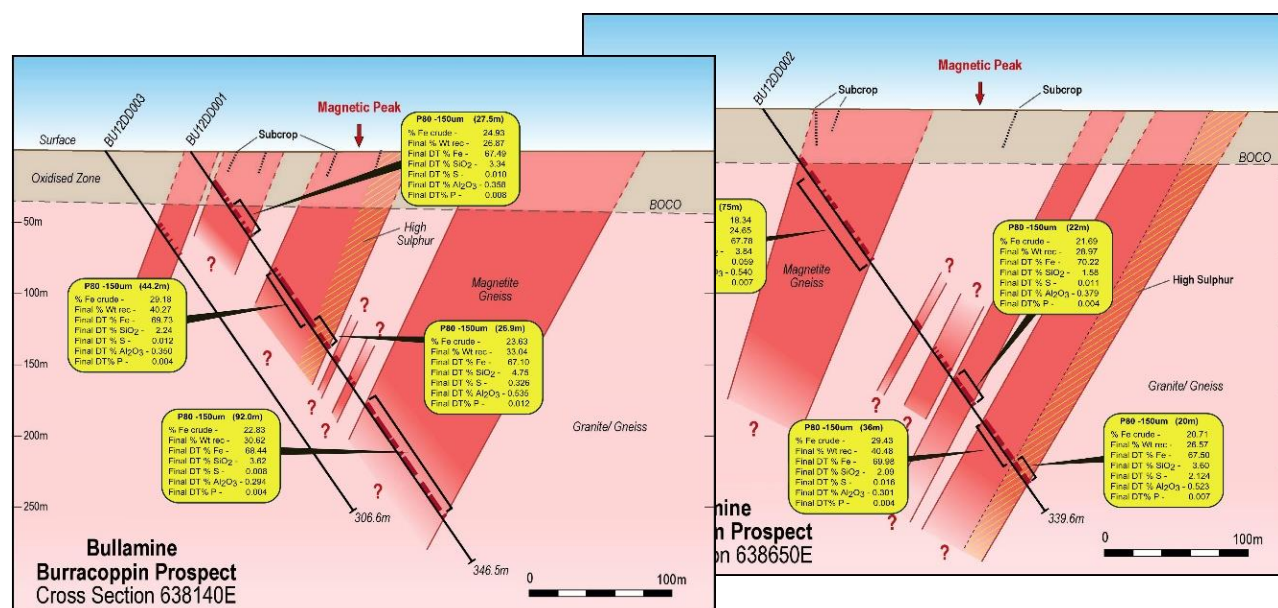 BU12DD003
BU12DD001
Magnetic Peak
Subcrop
Surface
Oxidised Zone
BOCO
50m
100m
150m
200m
250m
P80 -150um (27.5m)
% Fe crude - 24.93
Final % Wt rec - 26.87
Final DT % Fe - 67.49
Final DT % SiO2 - 3.34
Final DT % S - 0.010
Final DT % Al2O3 - 0.358
Final DT% P - 0.008
High
Sulphur
?
P80 -150um (44.2m)
% Fe crude - 29.18
Final % Wt rec - 40.27
Final DT % Fe - 69.73
Final DT % SiO2 - 2.24
Final DT % S - 0.012
Final DT % Al2O3 - 0.350
Final DT% P - 0.004
Magnetite
Gneiss
?
?
?
?
P80 -150um (26.9m)
% Fe crude - 23.63
Final % Wt rec - 33.04
Final DT % Fe - 67.10
Final DT % SiO2 - 4.75
Final DT % S - 0.326
Final DT % Al2O3 - 0.535
Final DT% P - 0.012
?
?
?
?
P80 -150um (92.0m)
% Fe crude - 22.83
Final % Wt rec - 30.62
Final DT % Fe - 68.44
Final DT % SiO2 - 3.62
Final DT % S - 0.008
Final DT % Al2O3 - 0.294
Final DT% P - 0.004
Granite/ Gneiss
306.6m
346.5m
Bullamine
Burracoppin Prospect
Cross Section 638140E
0 100m
BU12DD002
Magnetic Peak
Subcrop
Subcrop
BOCO
(75m)
18.34
24.65
67.78
3.84
0.059
0.540
0.007
Magnetite
Gneiss
P80 -150um (22m)
% Fe crude - 21.69
Final % Wt rec - 28.97
Final DT % Fe - 70.22
Final DT % SiO2 - 1.58
Final DT % S - 0.011
Final DT % Al2O3 - 0.379
Final DT% P - 0.004
High Sulphur
?
?
?
?
?
?
?
Granite/ Gneiss
P80 -150um (36m)
% Fe crude - 29.43
Final % Wt rec - 40.48
Final DT % Fe - 69.98
Final DT % SiO2 - 2.09
Final DT % S - 0.016
Final DT % Al2O3 - 0.301
Final DT% P - 0.004
P80 -150um (20m)
% Fe crude - 20.71
Final % Wt rec - 26.57
Final DT % Fe - 67.50
Final DT % SiO2 - 3.60
Final DT % S - 2.124
Final DT % Al2O3 - 0.523
Final DT% P - 0.007
339.6m
mine
n Prospect
on 638650E
0 100m